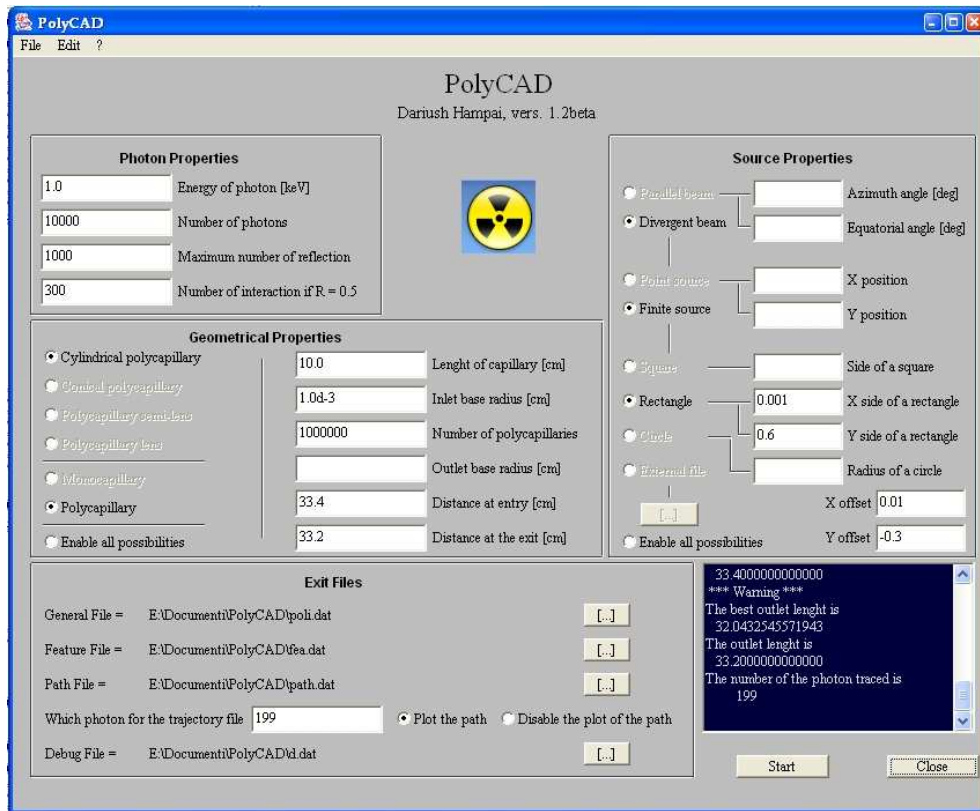 PolyCAD
File Edit ?
PolyCAD
Dariush Hampai, vers. 1.2beta
Photon Properties
1.0 Energy of photon [keV]
10000 Number of photons
1000 Maximum number of reflection
300 Number of interaction if R = 0.5
Geometrical Properties
Cylindrical polycapillary
Conical polycapillary
Polycapillary semi-lens
Polycapillary lens
Monocapillary
Polycapillary
Enable all possibilities
10.0 Lenght of capillary [cm]
1.0d-3 Inlet base radius [cm]
1000000 Number of polycapillaries
Outlet base radius [cm]
33.4 Distance at entry [cm]
33.2 Distance at the exit [cm]
Source Properties
Parallel beam Azimuth angle [deg]
Divergent beam Equatorial angle [deg]
Point source X position
Finite source Y position
Square Side of a square
Rectangle 0.001 X side of a rectangle
Circle 0.6 Y side of a rectangle
External file Radius of a circle
[...] X offset 0.01
Enable all possibilities Y offset -0.3
Exit Files
General File = E:\Documenti\PolyCAD\poli.dat [...]
Feature File = E:\Documenti\PolyCAD\fea.dat [...]
Path File = E:\Documenti\PolyCAD\path.dat [...]
Which photon for the trajectory file 199 Plot the path Disable the plot of the path
Debug File = E:\Documenti\PolyCAD\d.dat [...]
33.4000000000000
*** Warning ***
The best outlet lenght is
32.0432545571943
The outlet lenght is
33.2000000000000
The number of the photon traced is
199
Start Close